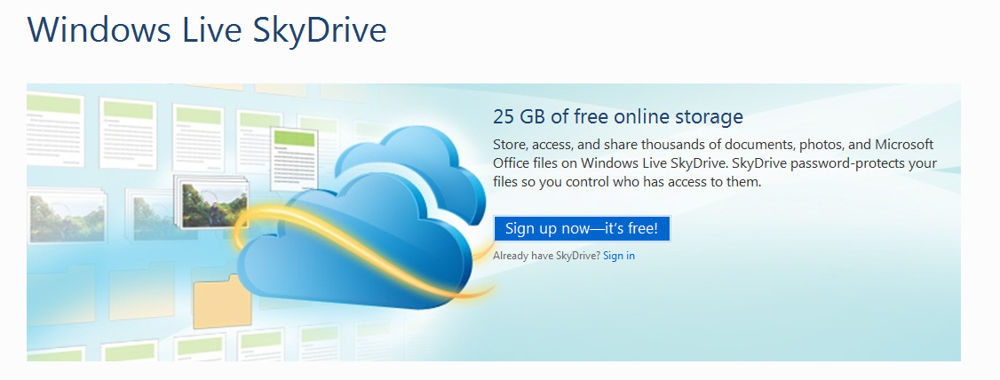 Windows Live SkyDrive
25 GB of free online storage
Store, access, and share thousands of documents, photos, and Microsoft
Office files on Windows Live SkyDrive. SkyDrive password-protects your
files so you control who has access to them.
Sign up now—it's free!
Already have SkyDrive? Sign in